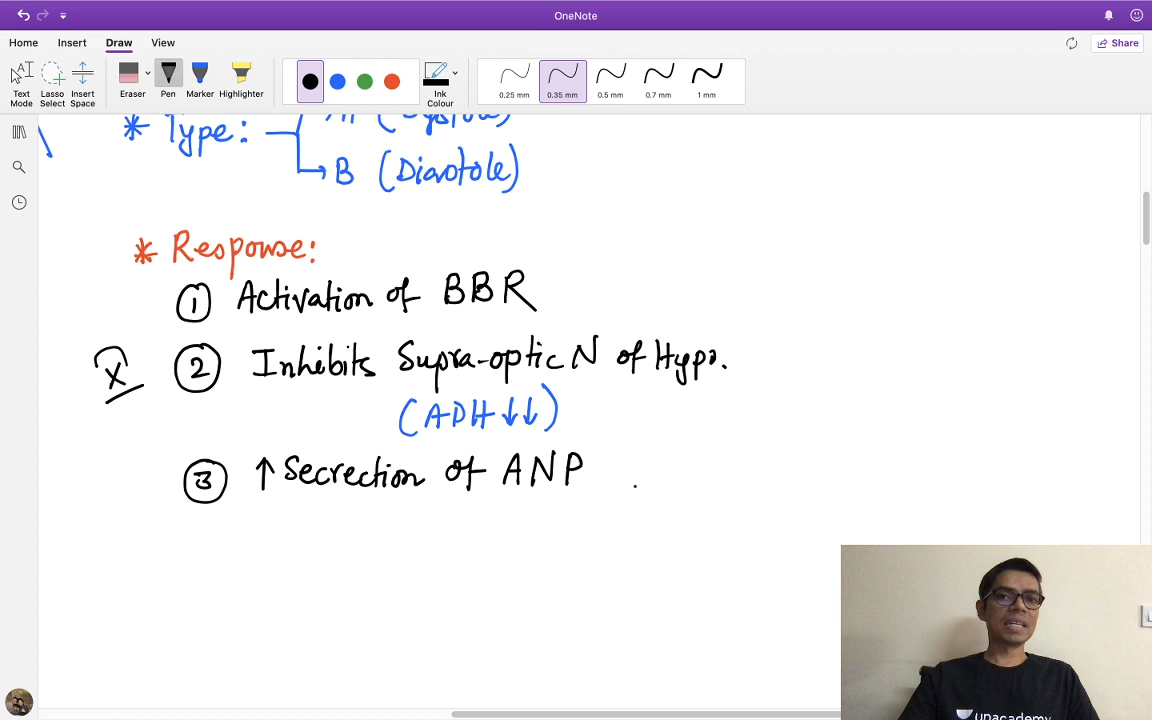 OneNote
Home Insert Draw View
Share
Text Mode
Lasso Select
Insert Space
Eraser
Pen
Marker
Highlighter
Ink Colour
0.25 mm
0.35 mm
0.5 mm
0.7 mm
1 mm
* Type:
B (Diastole)
* Response:
① Activation of BBR
X ② Inhibits Supra-optic N of Hypo.
(ADH↓↓)
③ ↑ Secrection of ANP
unacademy